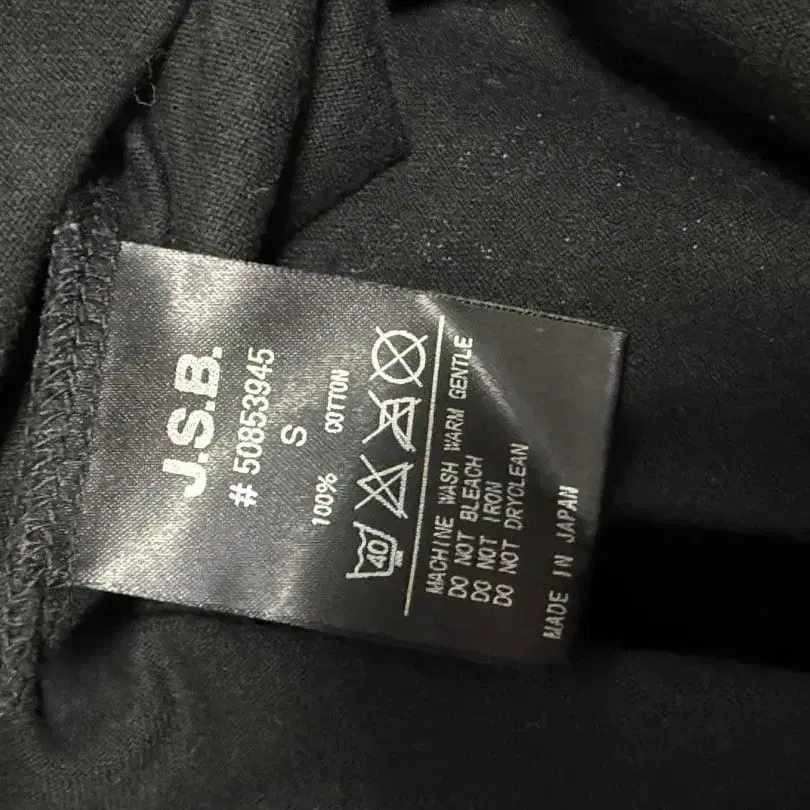 J.S.B.
# 50853945
S
100% COTTON
40
MACHINE WASH WARM GENTLE
DO NOT BLEACH
DO NOT IRON
DO NOT DRYCLEAN
MADE IN JAPAN